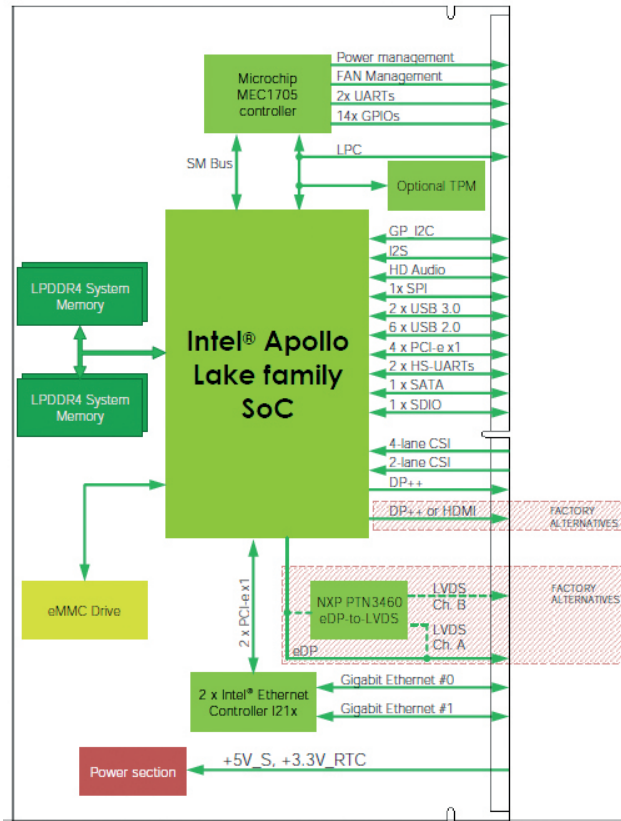 Power management
FAN Management
2x UARTs
14x GPIOs
Microchip
MEC1705
controller
SM Bus
LPC
Optional TPM
GP_I2C
I2S
HD Audio
1x SPI
2 x USB 3.0
6 x USB 2.0
4 x PCI-e x1
2 x HS-UARTs
1 x SATA
1 x SDIO
LPDDR4 System
Memory
LPDDR4 System
Memory
Intel® Apollo
Lake family
SoC
4-lane CSI
2-lane CSI
DP++
DP++ or HDMI
FACTORY
ALTERNATIVES
eMMC Drive
2 x PCI-e x1
NXP PTN3460
eDP-to-LVDS
LVDS
Ch. B
LVDS
Ch. A
FACTORY
ALTERNATIVES
eDP
2 x Intel® Ethernet
Controller I21x
Gigabit Ethernet #0
Gigabit Ethernet #1
Power section
+5V_S, +3.3V_RTC